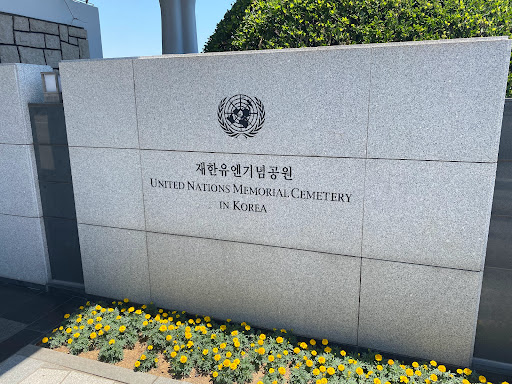 재한유엔기념공원
United Nations Memorial Cemetery
in Korea